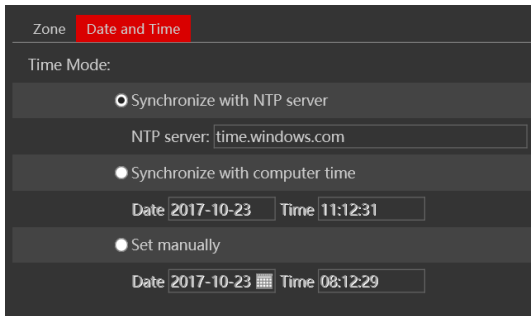 Zone Date and Time
Time Mode:
Synchronize with NTP server
NTP server: time.windows.com
Synchronize with computer time
Date 2017-10-23 Time 11:12:31
Set manually
Date 2017-10-23 Time 08:12:29